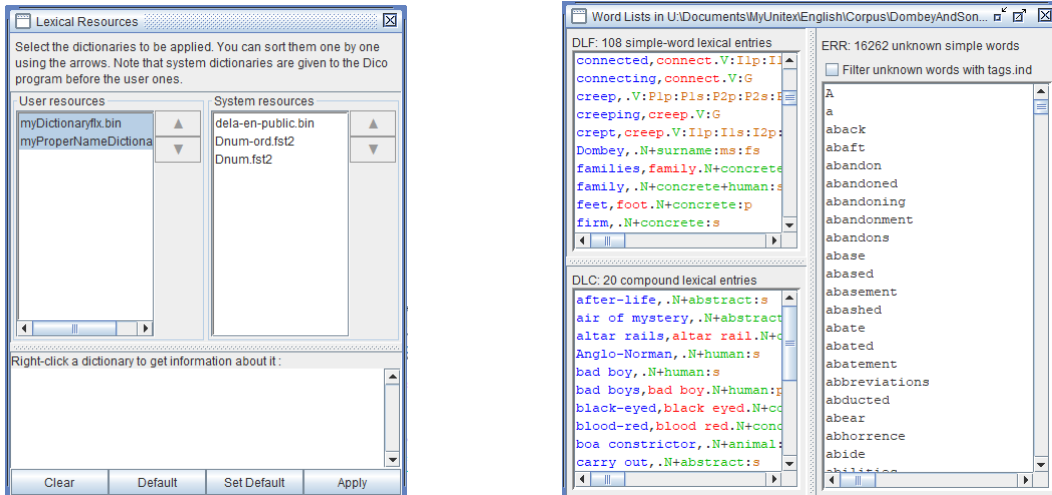 Lexical Resources
Select the dictionaries to be applied. You can sort them one by one
using the arrows. Note that system dictionaries are given to the Dico
program before the user ones.
User resources
myDictionaryflx.bin
myProperNameDictiona
System resources
dela-en-public.bin
Dnum-ord.fst2
Dnum.fst2
Right-click a dictionary to get information about it :
Clear
Default
Set Default
Apply
Word Lists in U:\Documents\MyUnitex\English\Corpus\DombeyAndSon...
DLF: 108 simple-word lexical entries
connected,connect.V:I1p:I1
connecting,connect.V:G
creep,.V:P1p:P1s:P2p:P2s:P
creeping,creep.V:G
crept,creep.V:I1p:I1s:I2p:
Dombey,.N+surname:ms:fs
families,family.N+concrete
family,.N+concrete+human:s
feet,foot.N+concrete:p
firm,.N+concrete:s
DLC: 20 compound lexical entries
after-life,.N+abstract:s
air of mystery,.N+abstract
altar rails,altar rail.N+c
Anglo-Norman,.N+human:s
bad boy,.N+human:s
bad boys,bad boy.N+human:p
black-eyed,black eyed.N+co
blood-red,blood red.N+conc
boa constrictor,.N+animal:
carry out,.N+abstract:s
ERR: 16262 unknown simple words
Filter unknown words with tags.ind
A
a
aback
abaft
abandon
abandoned
abandoning
abandonment
abandons
abase
abased
abasement
abashed
abate
abated
abatement
abbreviations
abducted
abear
abhorrence
abide
abilities